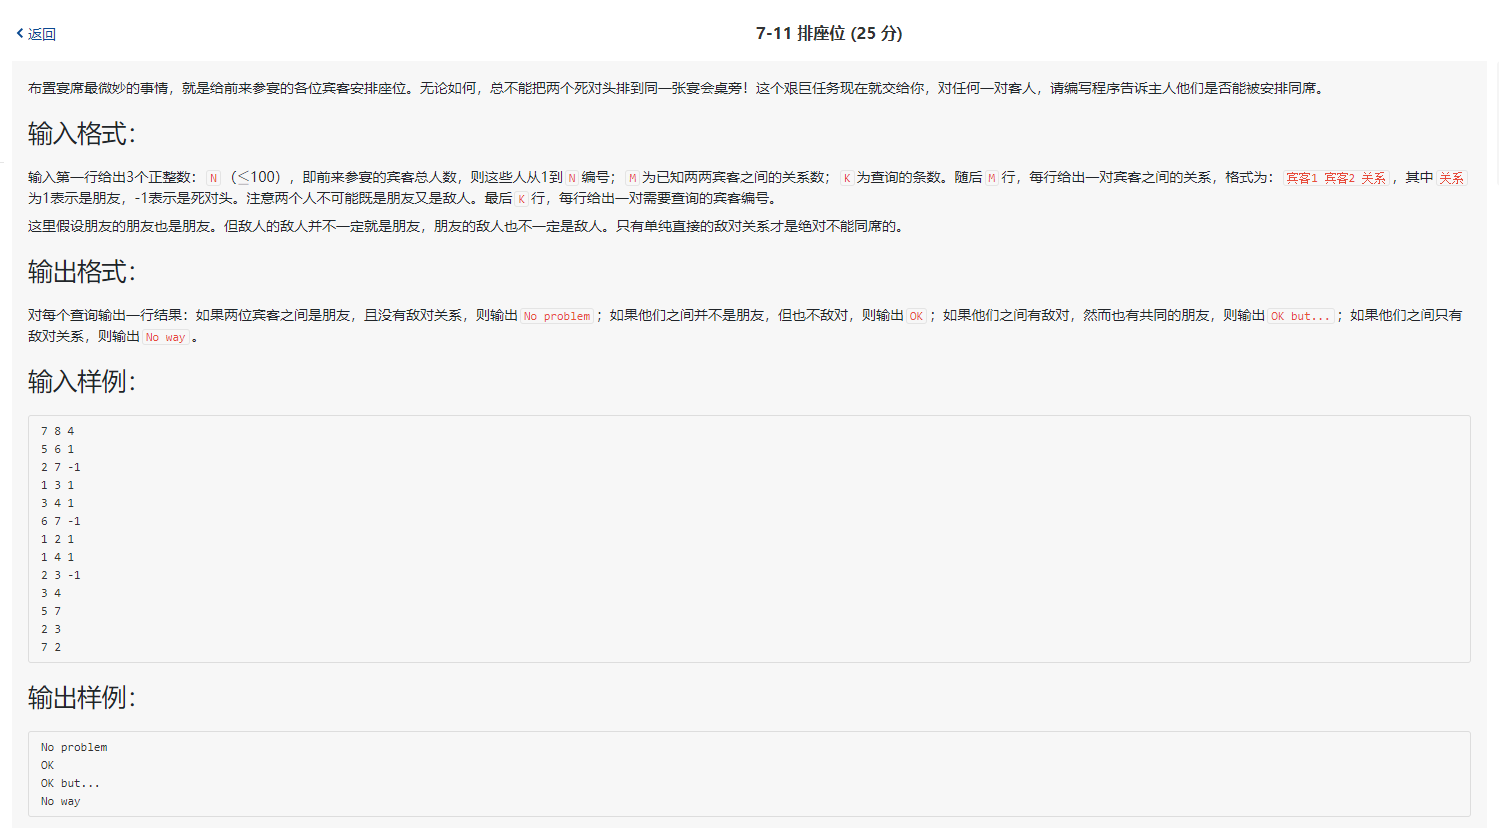 返回
7-11 排座位 (25 分)
布置宴席最微妙的事情，就是给前来参宴的各位宾客安排座位。无论如何，总不能把两个死对头排到同一张宴会桌旁！这个艰巨任务现在就交给你，对任何一对客人，请编写程序告诉主人他们是否能被安排同席。
输入格式：
输入第一行给出3个正整数：N（≤100），即前来参宴的宾客总人数，则这些人从1到N编号；M为已知两两宾客之间的关系数；K为查询的条数。随后M行，每行给出一对宾客之间的关系，格式为：宾客1 宾客2 关系，其中关系
为1表示是朋友，-1表示是死对头。注意两个人不可能既是朋友又是敌人。最后K行，每行给出一对需要查询的宾客编号。
这里假设朋友的朋友也是朋友。但敌人的敌人并不一定就是朋友，朋友的敌人也不一定是敌人。只有单纯直接的敌对关系才是绝对不能同席的。
输出格式：
对每个查询输出一行结果：如果两位宾客之间是朋友，且没有敌对关系，则输出No problem；如果他们之间并不是朋友，但也不敌对，则输出OK；如果他们之间有敌对，然而也有共同的朋友，则输出OK but...；如果他们之间只有
敌对关系，则输出No way。
输入样例：
7 8 4
5 6 1
2 7 -1
1 3 1
3 4 1
6 7 -1
1 2 1
1 4 1
2 3 -1
3 4
5 7
2 3
7 2
输出样例：
No problem
OK
OK but...
No way